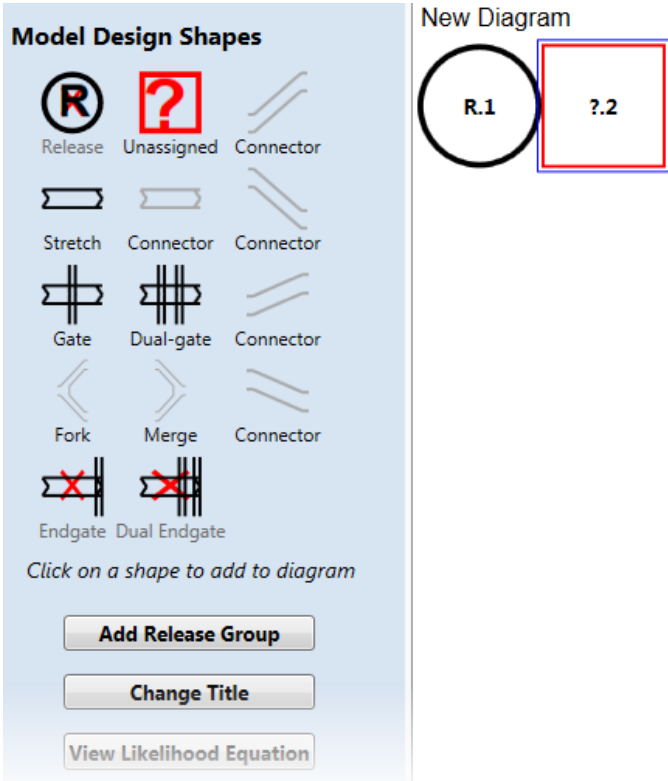 Model Design Shapes
R ?
Release Unassigned Connector
Stretch Connector Connector
Gate Dual-gate Connector
Fork Merge Connector
Endgate Dual Endgate
Click on a shape to add to diagram
Add Release Group
Change Title
View Likelihood Equation
New Diagram
R.1 ?.2